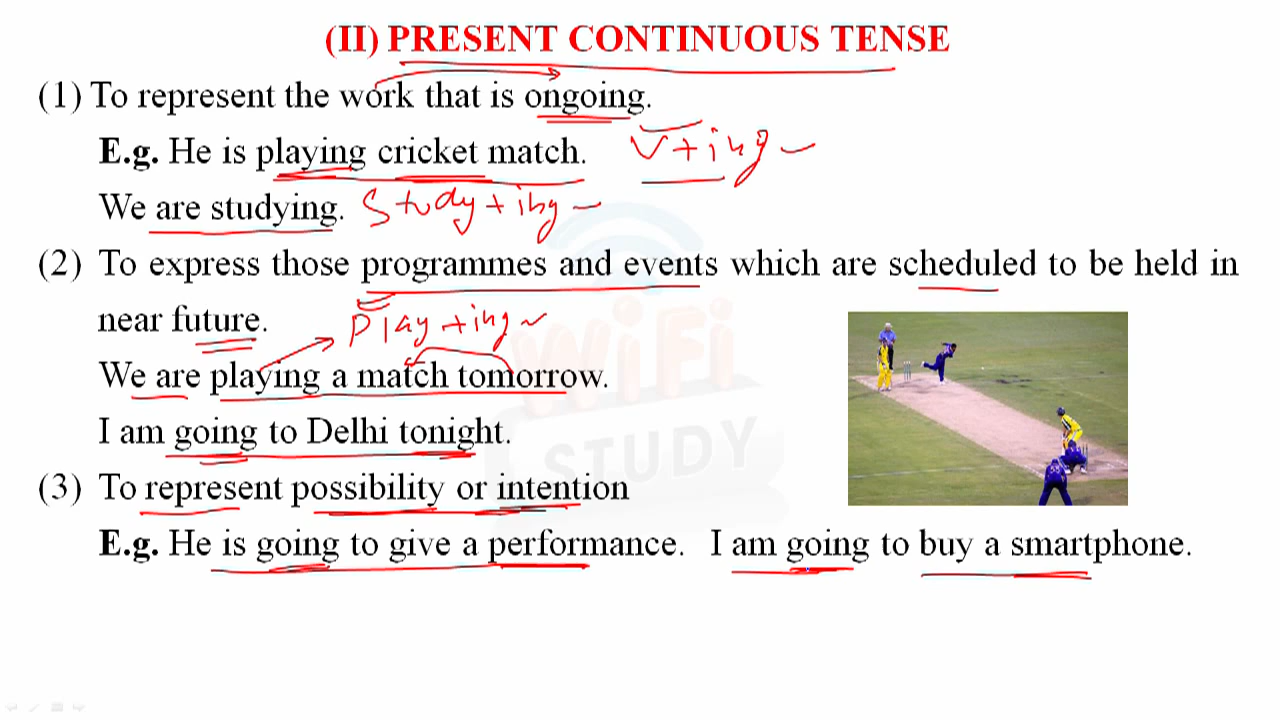 (II) PRESENT CONTINUOUS TENSE
(1) To represent the work that is ongoing.
E.g. He is playing cricket match. V+ing
We are studying. Study+ing
(2) To express those programmes and events which are scheduled to be held in
near future. Play+ing
We are playing a match tomorrow.
I am going to Delhi tonight.
(3) To represent possibility or intention
E.g. He is going to give a performance. I am going to buy a smartphone.
WiFi
STUDY